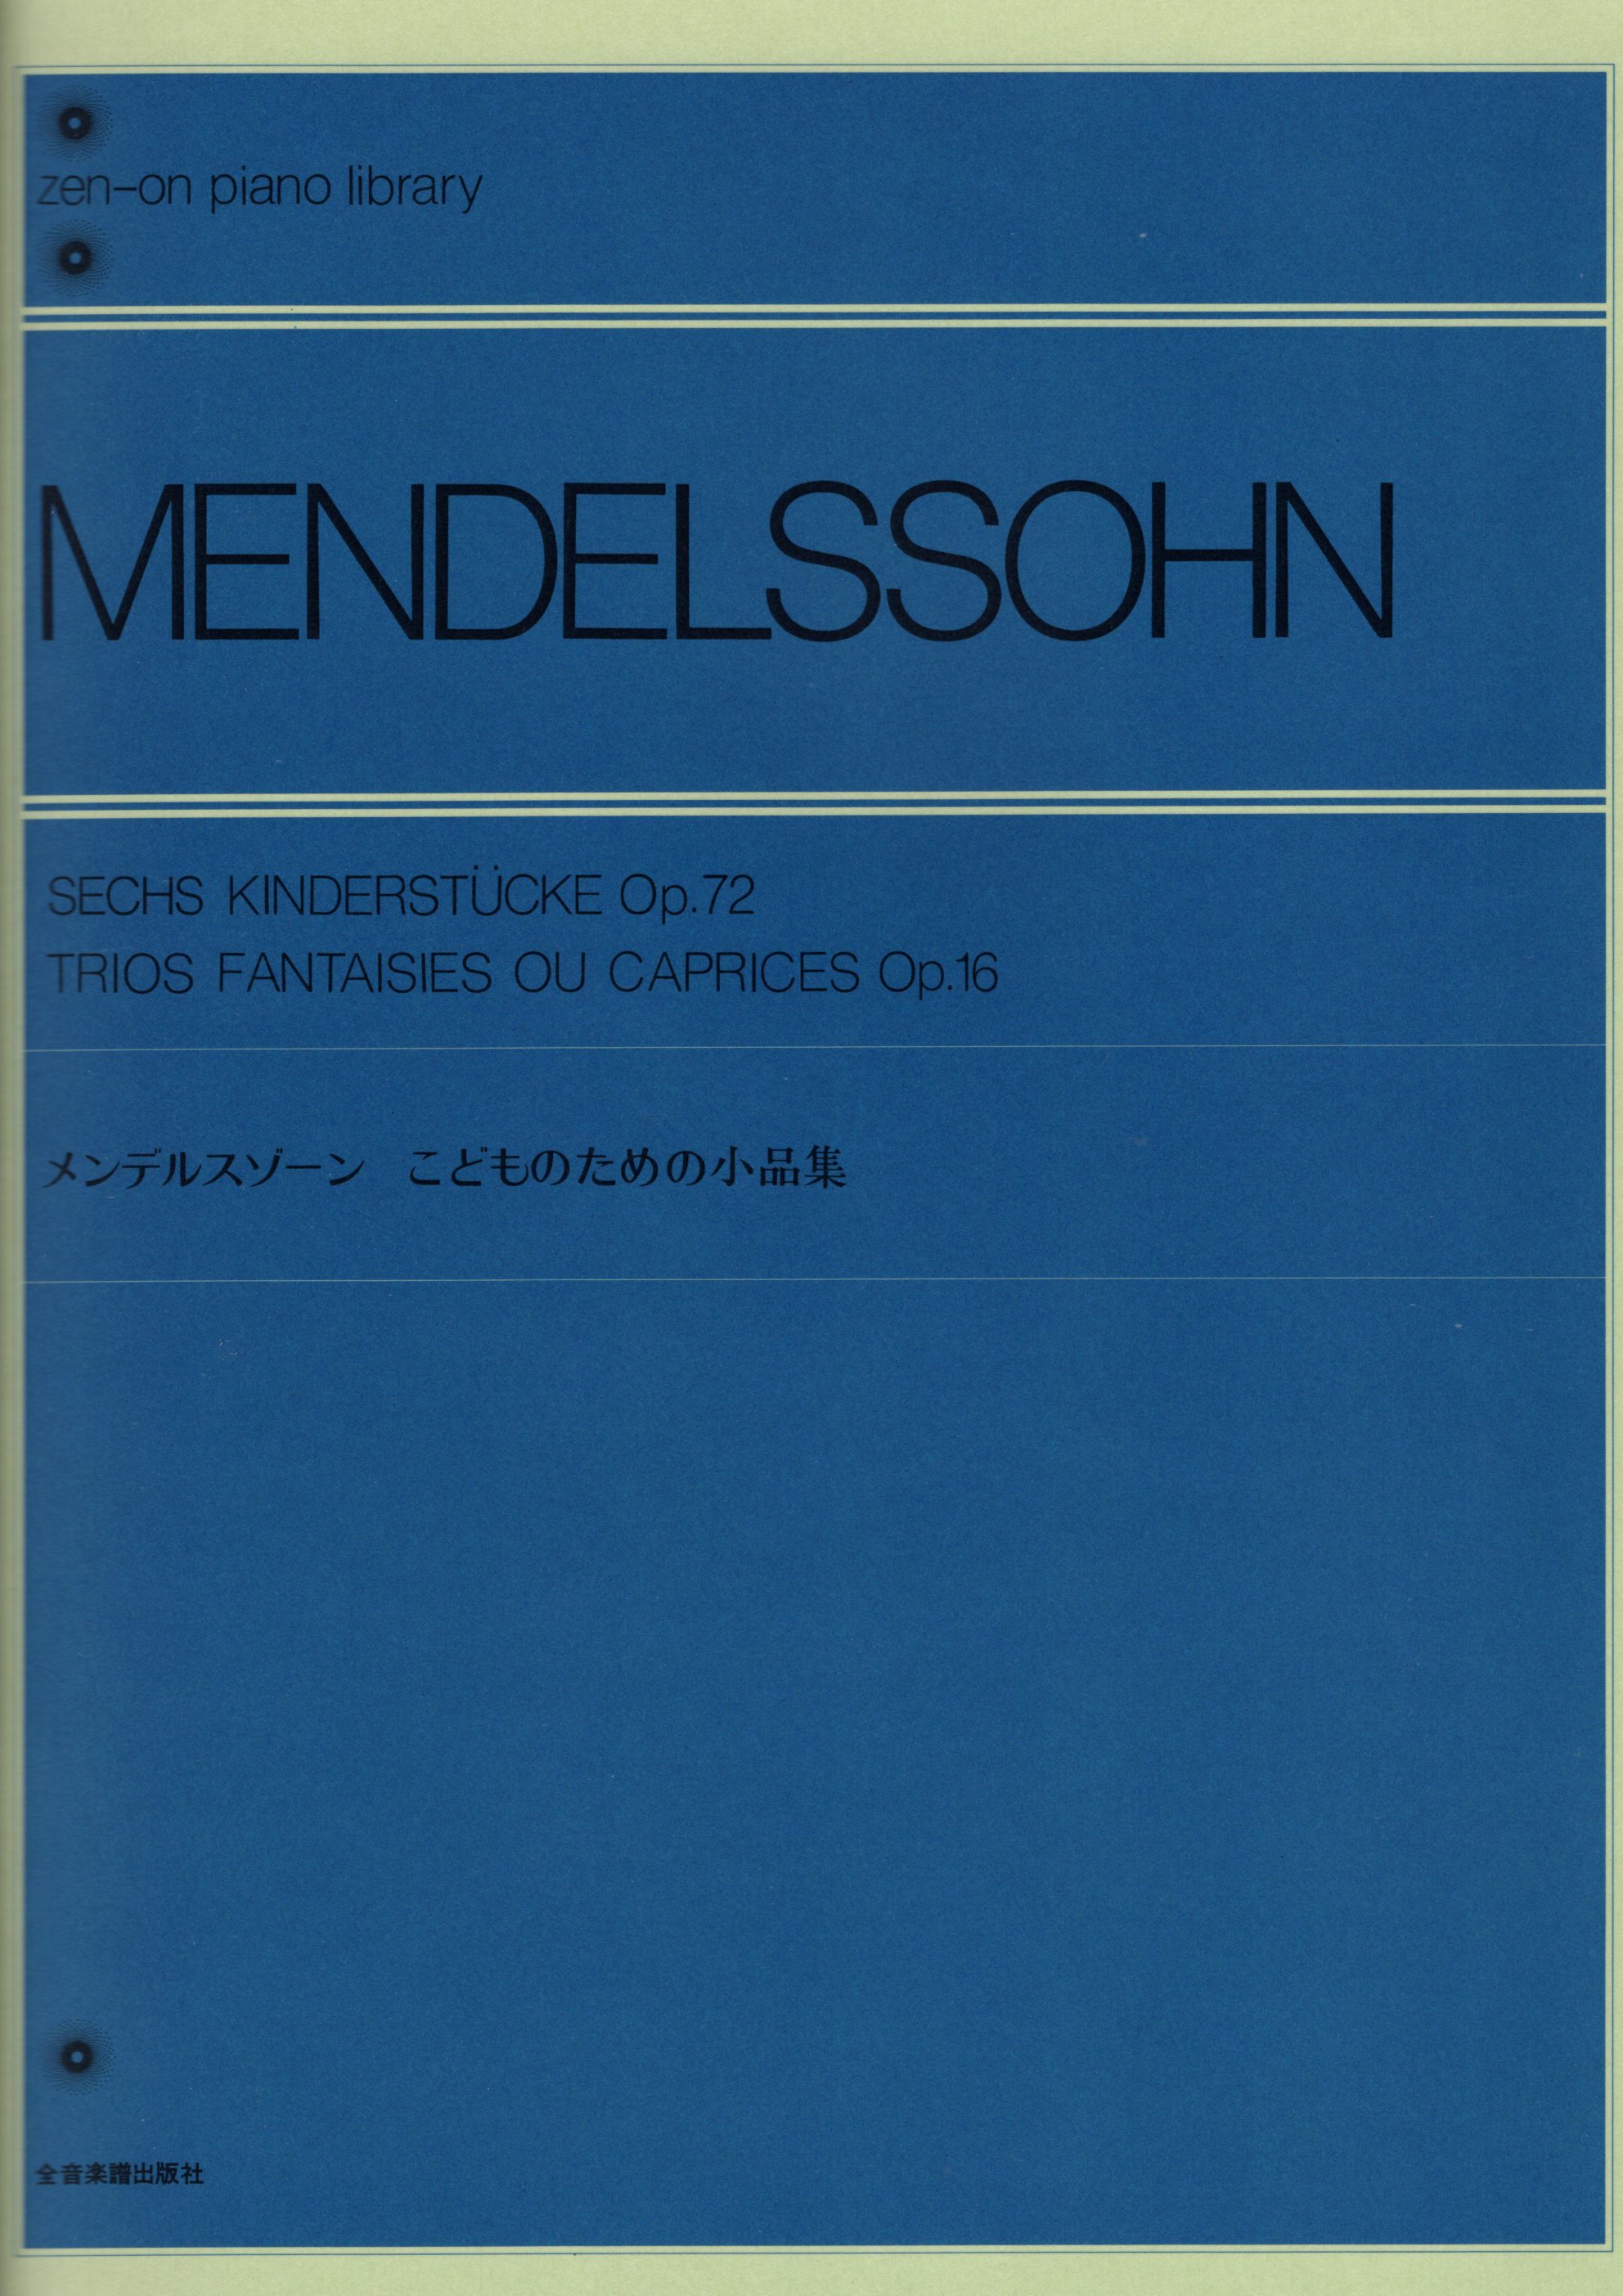 zen-on piano library
MENDELSSOHN
SECHS KINDERSTÜCKE Op.72
TRIOS FANTAISIES OU CAPRICES Op.16
メンデルスゾーン こどものための小品集
全音楽譜出版社